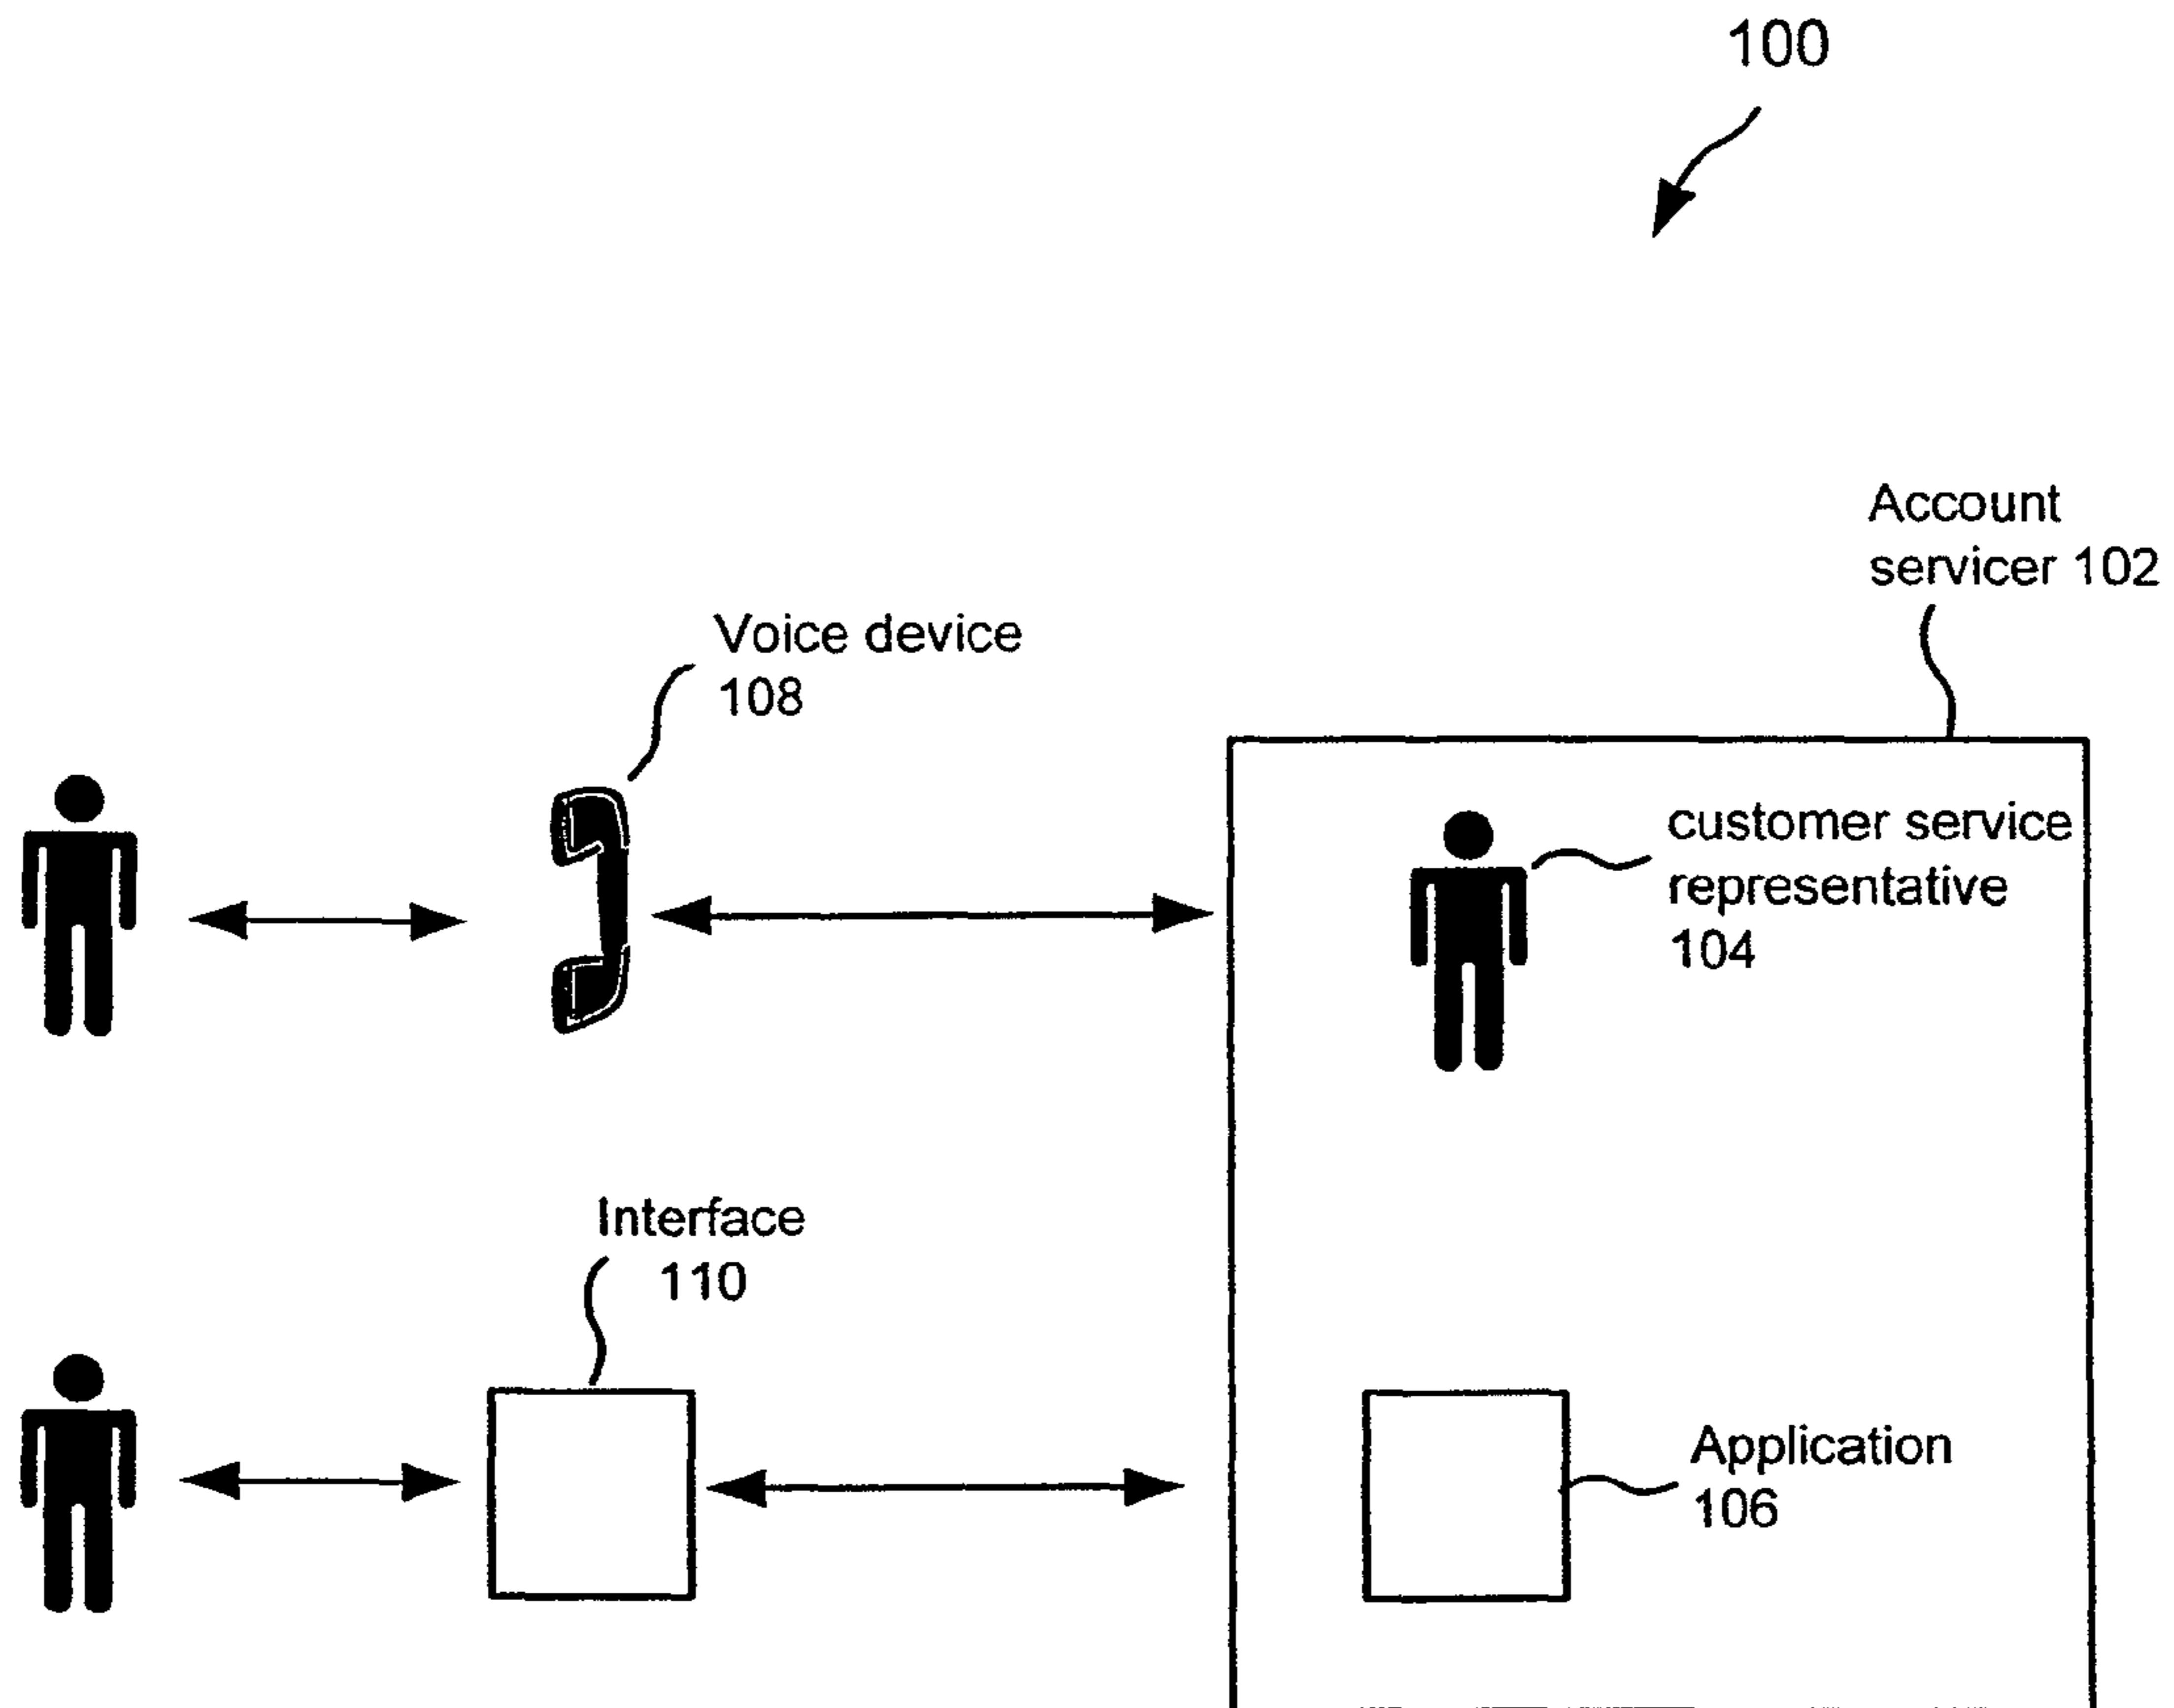 100
Account
servicer 102
Voice device
108
customer service
representative
104
Interface
110
Application
106